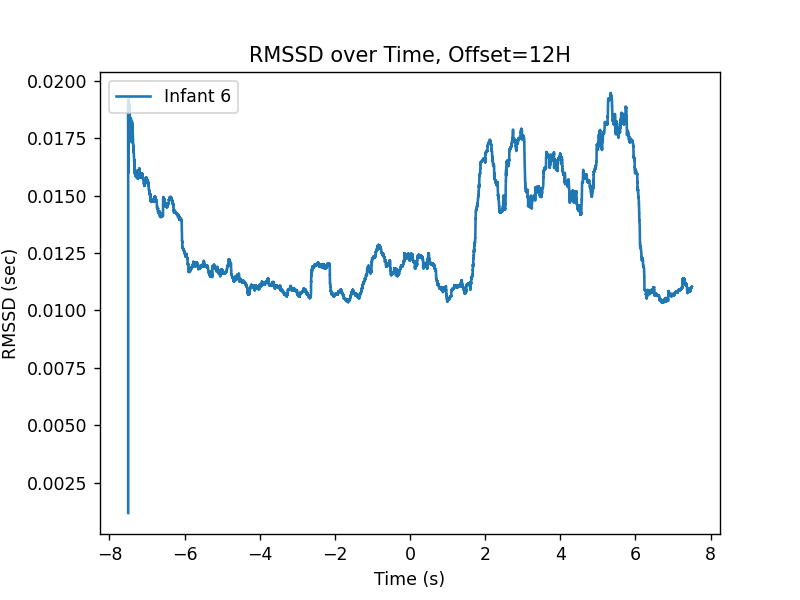 RMSSD over Time, Offset=12H
Infant 6
RMSSD (sec)
0.0200
0.0175
0.0150
0.0125
0.0100
0.0075
0.0050
0.0025
−8 −6 −4 −2 0 2 4 6 8
Time (s)